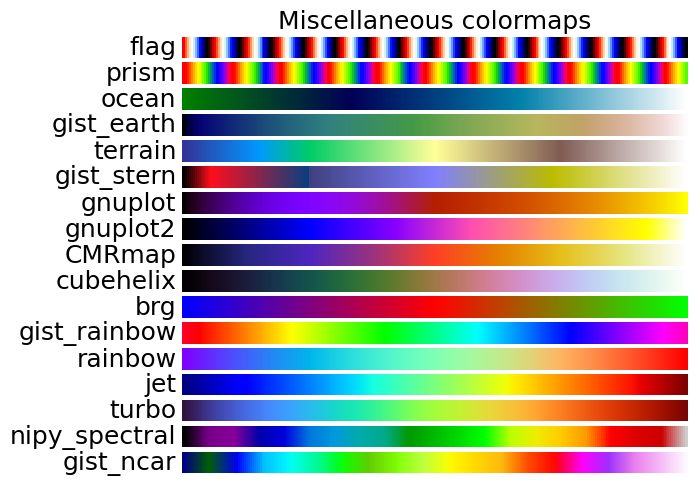 Miscellaneous colormaps
flag
prism
ocean
gist_earth
terrain
gist_stern
gnuplot
gnuplot2
CMRmap
cubehelix
brg
gist_rainbow
rainbow
jet
turbo
nipy_spectral
gist_ncar